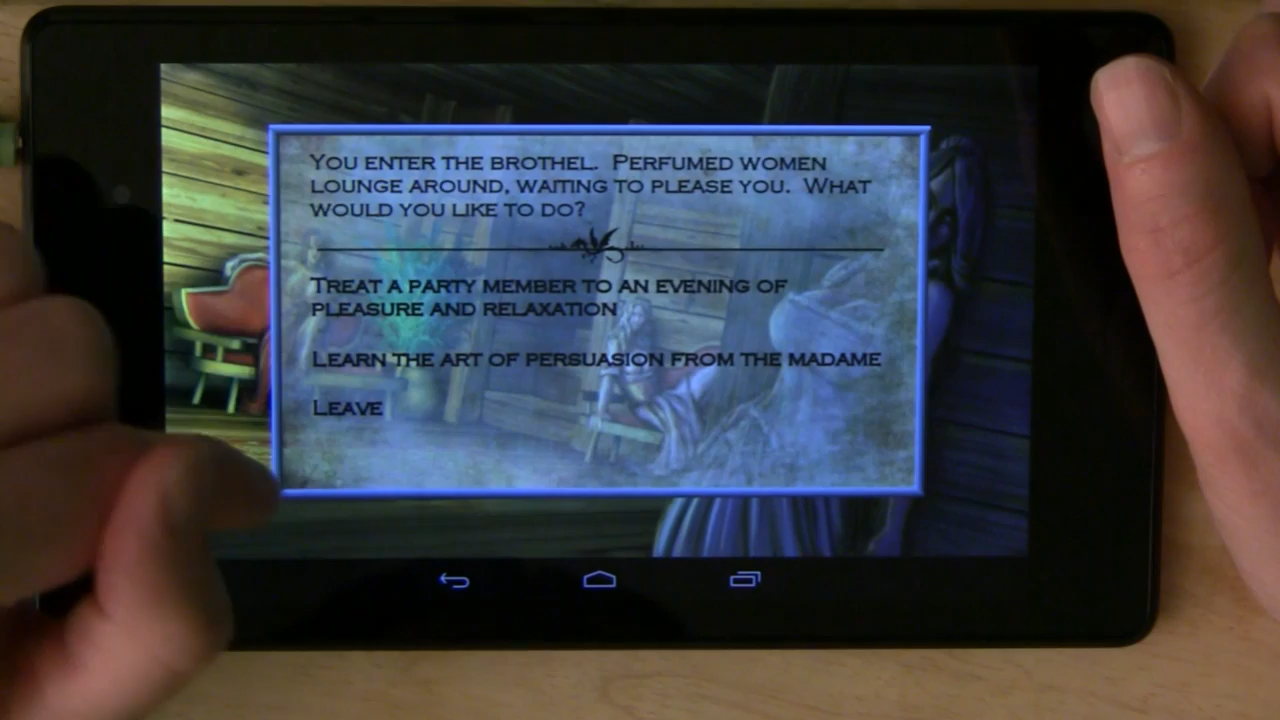 You enter the brothel. Perfumed women
lounge around, waiting to please you. What
would you like to do?
Treat a party member to an evening of
pleasure and relaxation
Learn the art of persuasion from the madame
Leave